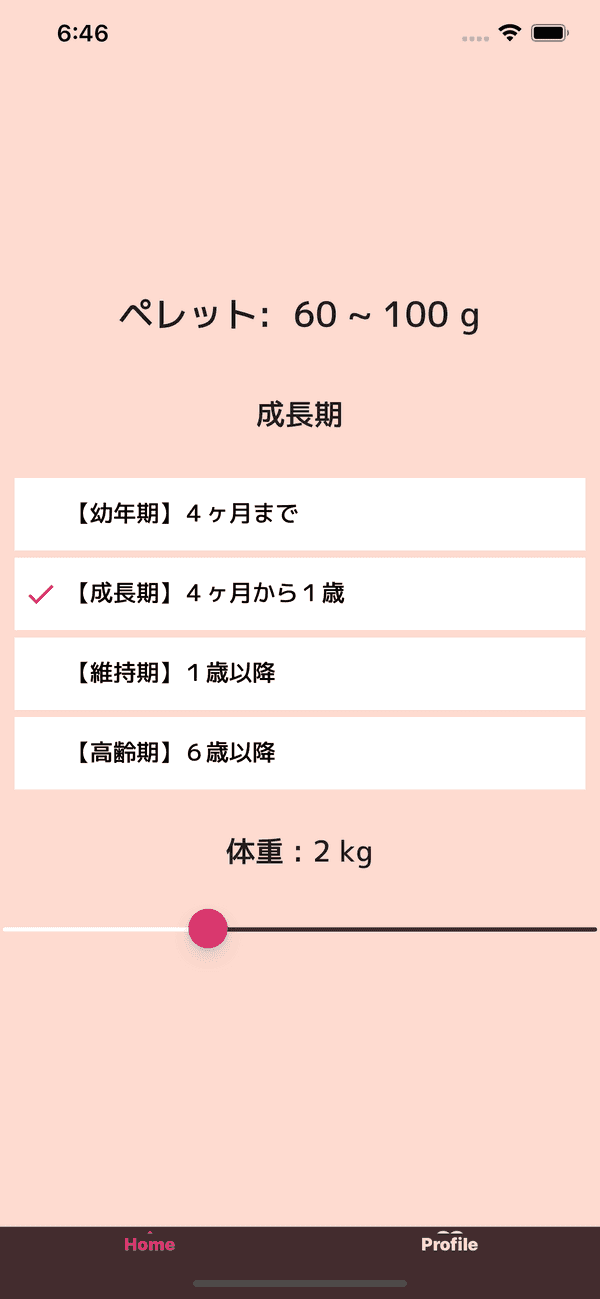 6:46
ペレット:  60 ~ 100 g
成長期
【幼年期】４ヶ月まで
【成長期】４ヶ月から１歳
【維持期】１歳以降
【高齢期】６歳以降
体重 : 2 kg
Home
Profile